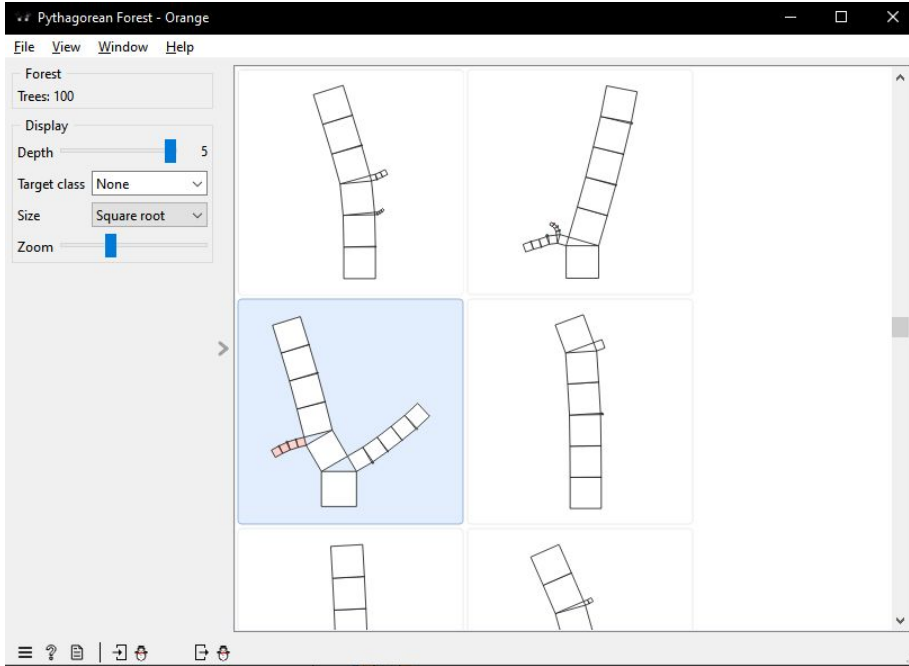 Pythagorean Forest - Orange
File View Window Help
Forest
Trees: 100
Display
Depth 5
Target class None
Size Square root
Zoom